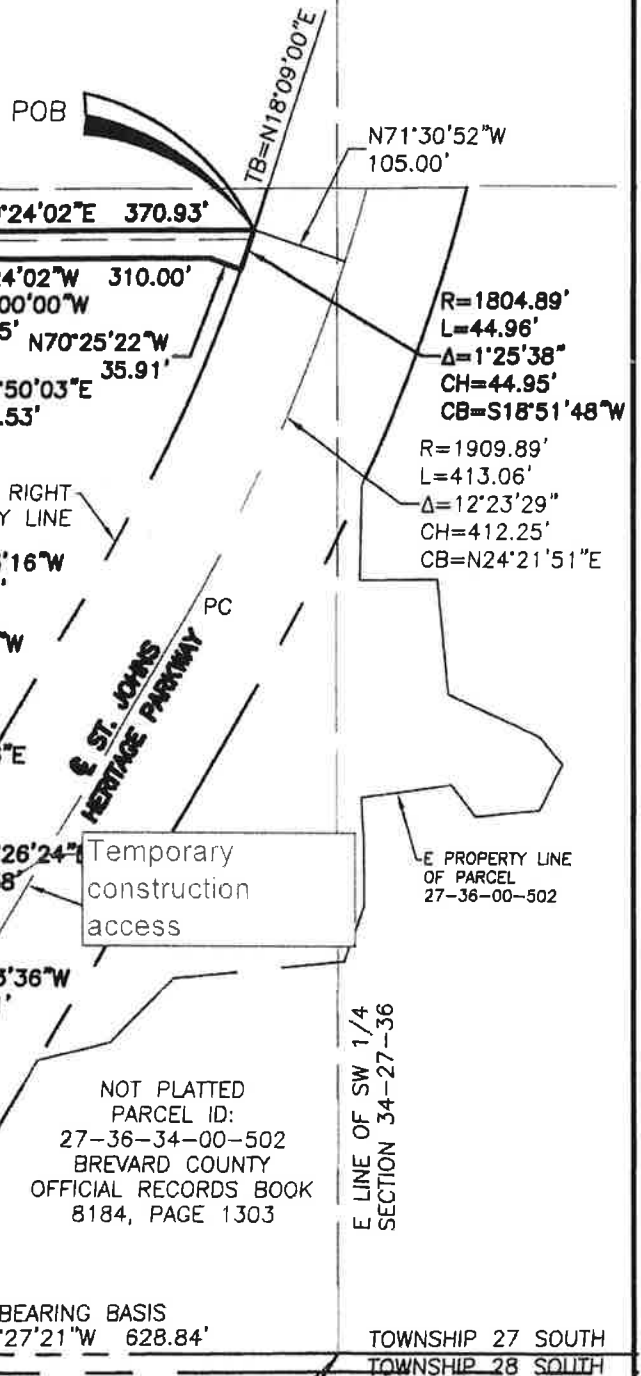 POB
TB=N18°09'00"E
N71°30'52"W
105.00'
°24'02"E 370.93'
24'02"W 310.00'
00'00"W
5'
N70°25'22"W
35.91'
°50'03"E
.53'
R=1804.89'
L=44.96'
Δ=1°25'38"
CH=44.95'
CB=S18°51'48"W
R=1909.89'
L=413.06'
Δ=12°23'29"
CH=412.25'
CB=N24°21'51"E
RIGHT
Y LINE
'16"W
'
"W
PC
℄ ST. JOHNS
HERITAGE PARKWAY
"E
26'24"
8'
Temporary
construction
access
E PROPERTY LINE
OF PARCEL
27-36-00-502
3'36"W
'
E LINE OF SW 1/4
SECTION 34-27-36
NOT PLATTED
PARCEL ID:
27-36-34-00-502
BREVARD COUNTY
OFFICIAL RECORDS BOOK
8184, PAGE 1303
BEARING BASIS
°27'21"W 628.84'
TOWNSHIP 27 SOUTH
TOWNSHIP 28 SOUTH